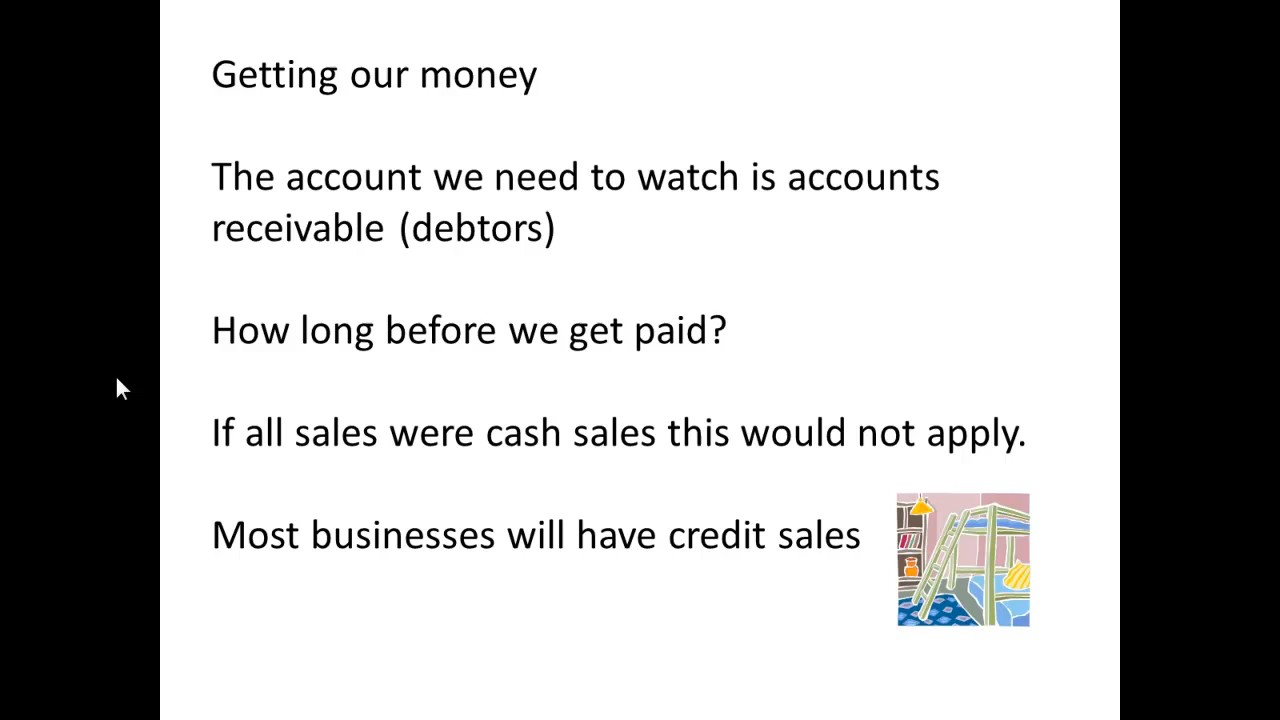 Getting our money
The account we need to watch is accounts
receivable (debtors)
How long before we get paid?
If all sales were cash sales this would not apply.
Most businesses will have credit sales